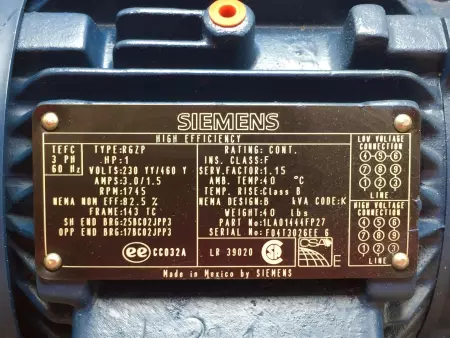 SIEMENS
HIGH EFFICIENCY
TEFC
3 PH
60 Hz
TYPE:RGZP
HP:1
VOLTS:230 YY/460 Y
AMPS:3.0/1.5
RPM:1745
NEMA NOM EFF:82.5 %
FRAME:143 TC
SH END BRG:25BC02JPP3
OPP END BRG:17BC02JPP3
RATING: CONT.
INS. CLASS:F
SERV.FACTOR:1.15
AMB. TEMP:40 °C
TEMP. RISE:Class B
NEMA DESIGN:B kVA CODE:K
WEIGHT:40 lbs
PART No:1LA01444FP27
SERIAL No:F04T3026EE 6
LOW VOLTAGE
CONNECTION
4 5 6
7 8 9
1 2 3
LINE
HIGH VOLTAGE
CONNECTION
4 5 6
7 8 9
1 2 3
LINE
ee CC032A
LR 39020
SA
CSA
E
Made in Mexico by SIEMENS